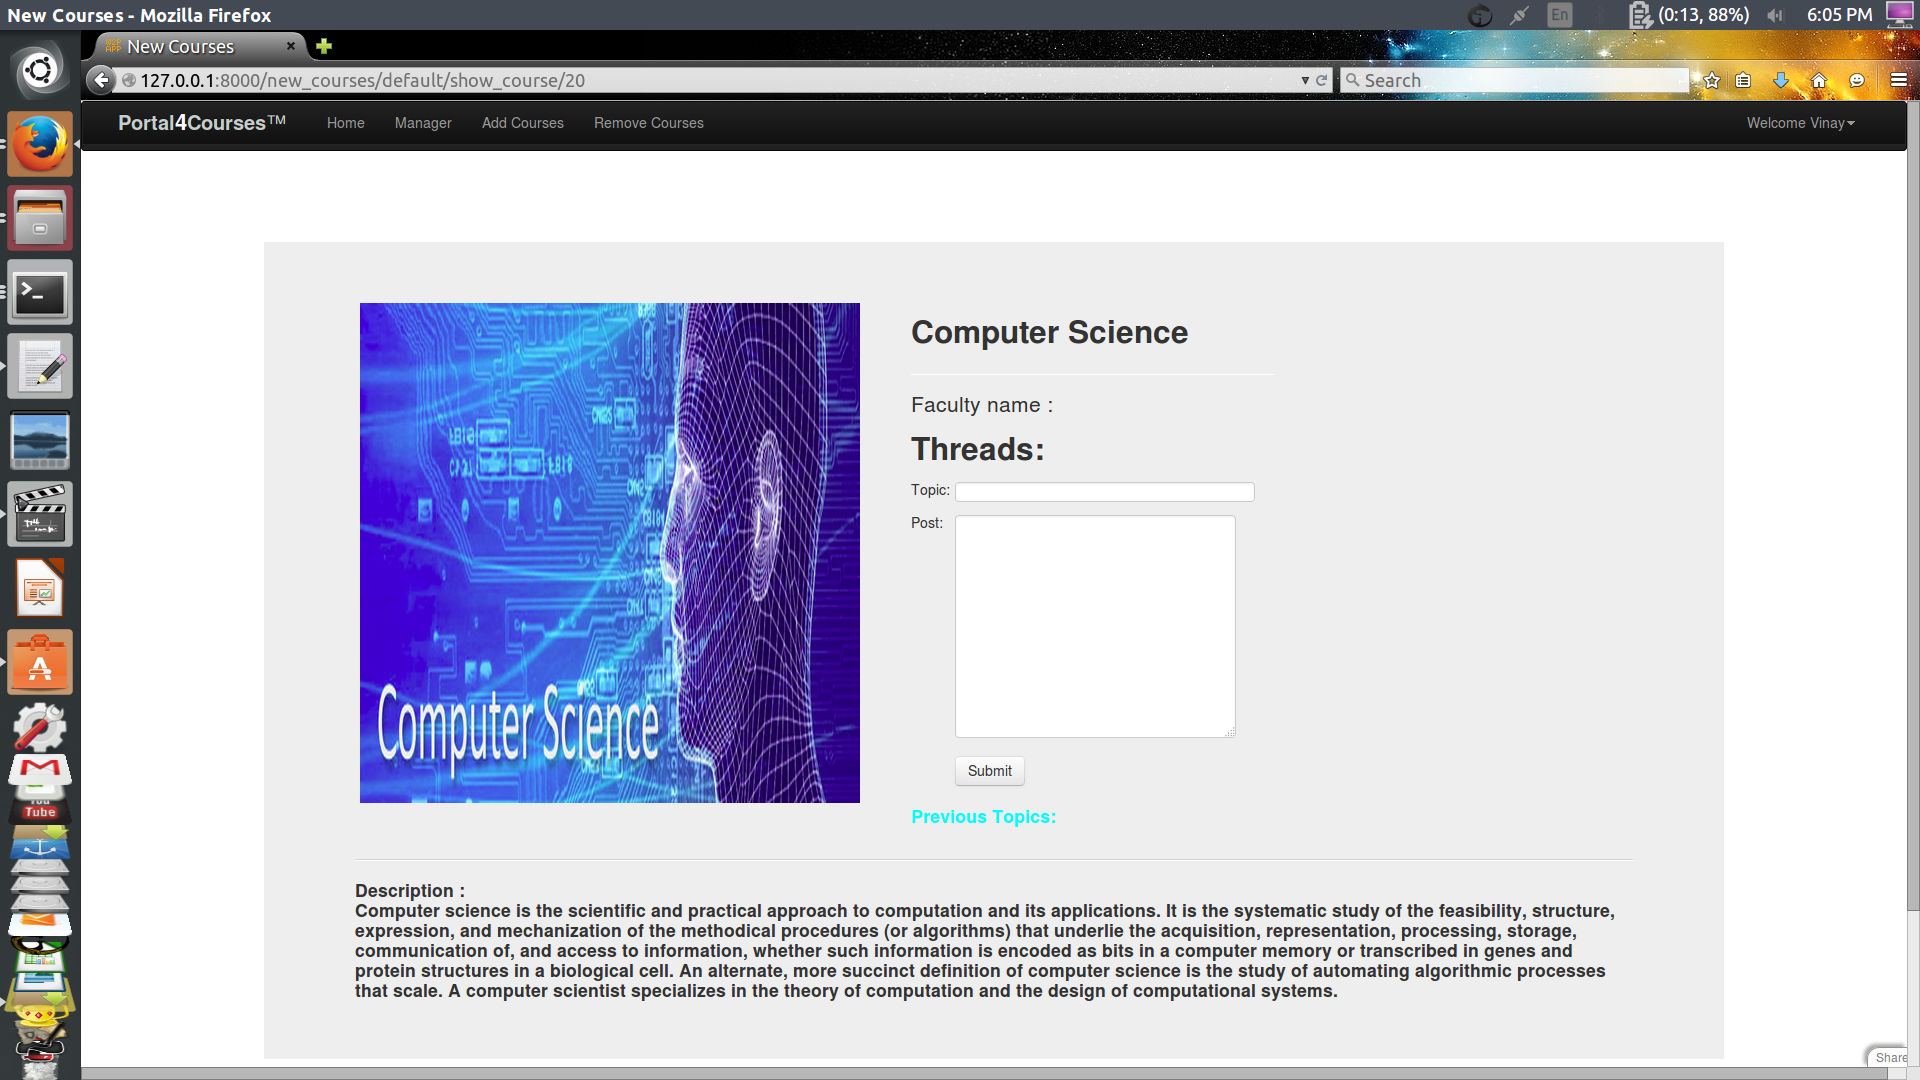 New Courses - Mozilla Firefox
En (0:13, 88%) 6:05 PM
New Courses
127.0.0.1:8000/new_courses/default/show_course/20
Search
Portal4Courses™ Home Manager Add Courses Remove Courses Welcome Vinay
Computer Science
Faculty name :
Threads:
Topic:
Post:
Computer Science
Submit
Previous Topics:
Description :
Computer science is the scientific and practical approach to computation and its applications. It is the systematic study of the feasibility, structure,
expression, and mechanization of the methodical procedures (or algorithms) that underlie the acquisition, representation, processing, storage,
communication of, and access to information, whether such information is encoded as bits in a computer memory or transcribed in genes and
protein structures in a biological cell. An alternate, more succinct definition of computer science is the study of automating algorithmic processes
that scale. A computer scientist specializes in the theory of computation and the design of computational systems.
You
Tube
Share